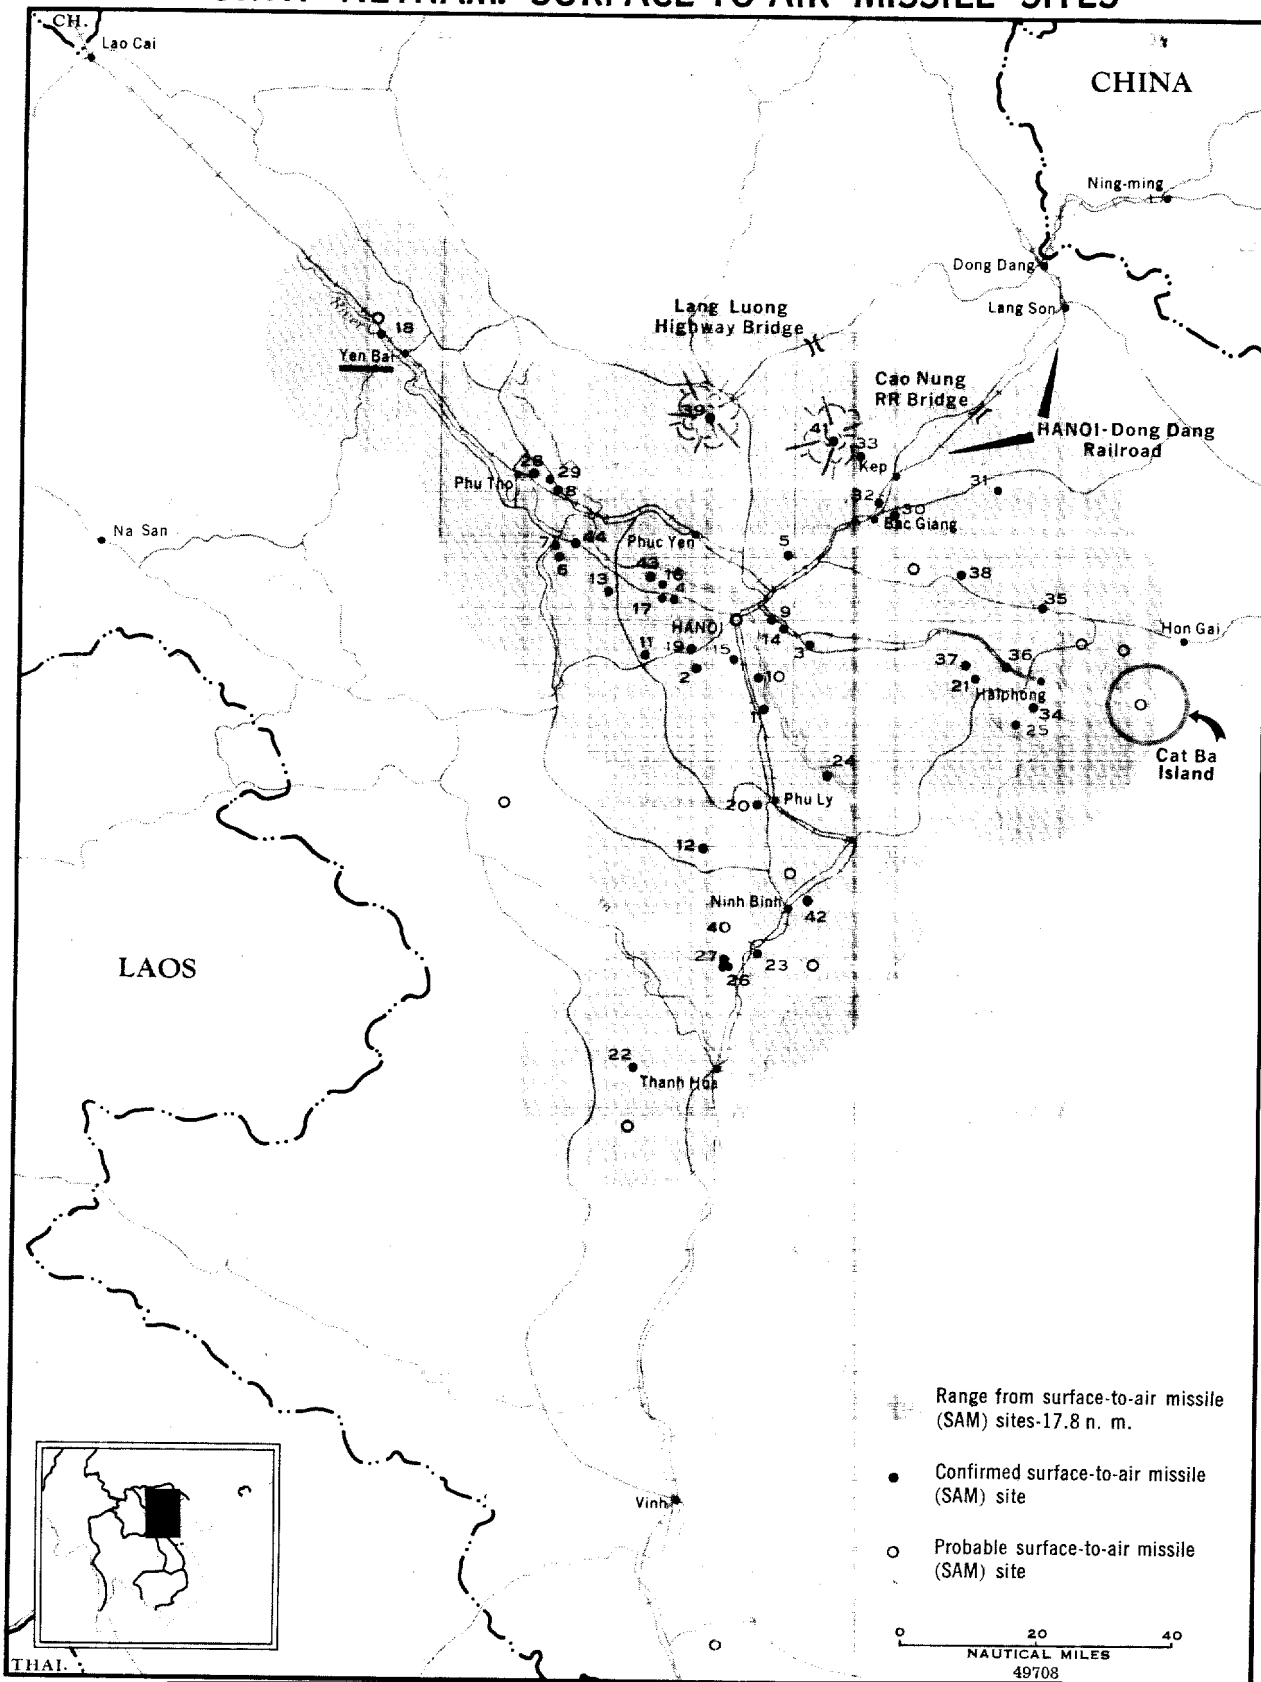 SURFACE-TO-AIR MISSILE SITES
CH.
Lao Cai
CHINA
Ning-ming
Dong Dang
Lang Son
Lang Luong
Highway Bridge
River
18
Yen Bai
Cao Nung
RR Bridge
39
41
33
Kep
HANOI-Dong Dang
Railroad
28
29
Phu Tho
8
31
32
30
Bac Giang
Na San
7
44
Phuc Yen
5
6
43
16
13
4
17
38
35
9
HANOI
14
3
Hon Gai
11
19
15
2
10
37
36
21
Haiphong
34
25
1
Cat Ba
Island
24
20
Phu Ly
12
Ninh Binh
42
40
27
23
26
LAOS
22
Thanh Hoa
Range from surface-to-air missile
(SAM) sites-17.8 n. m.
Confirmed surface-to-air missile
(SAM) site
Vinh
Probable surface-to-air missile
(SAM) site
0 20 40
NAUTICAL MILES
49708
THAI.